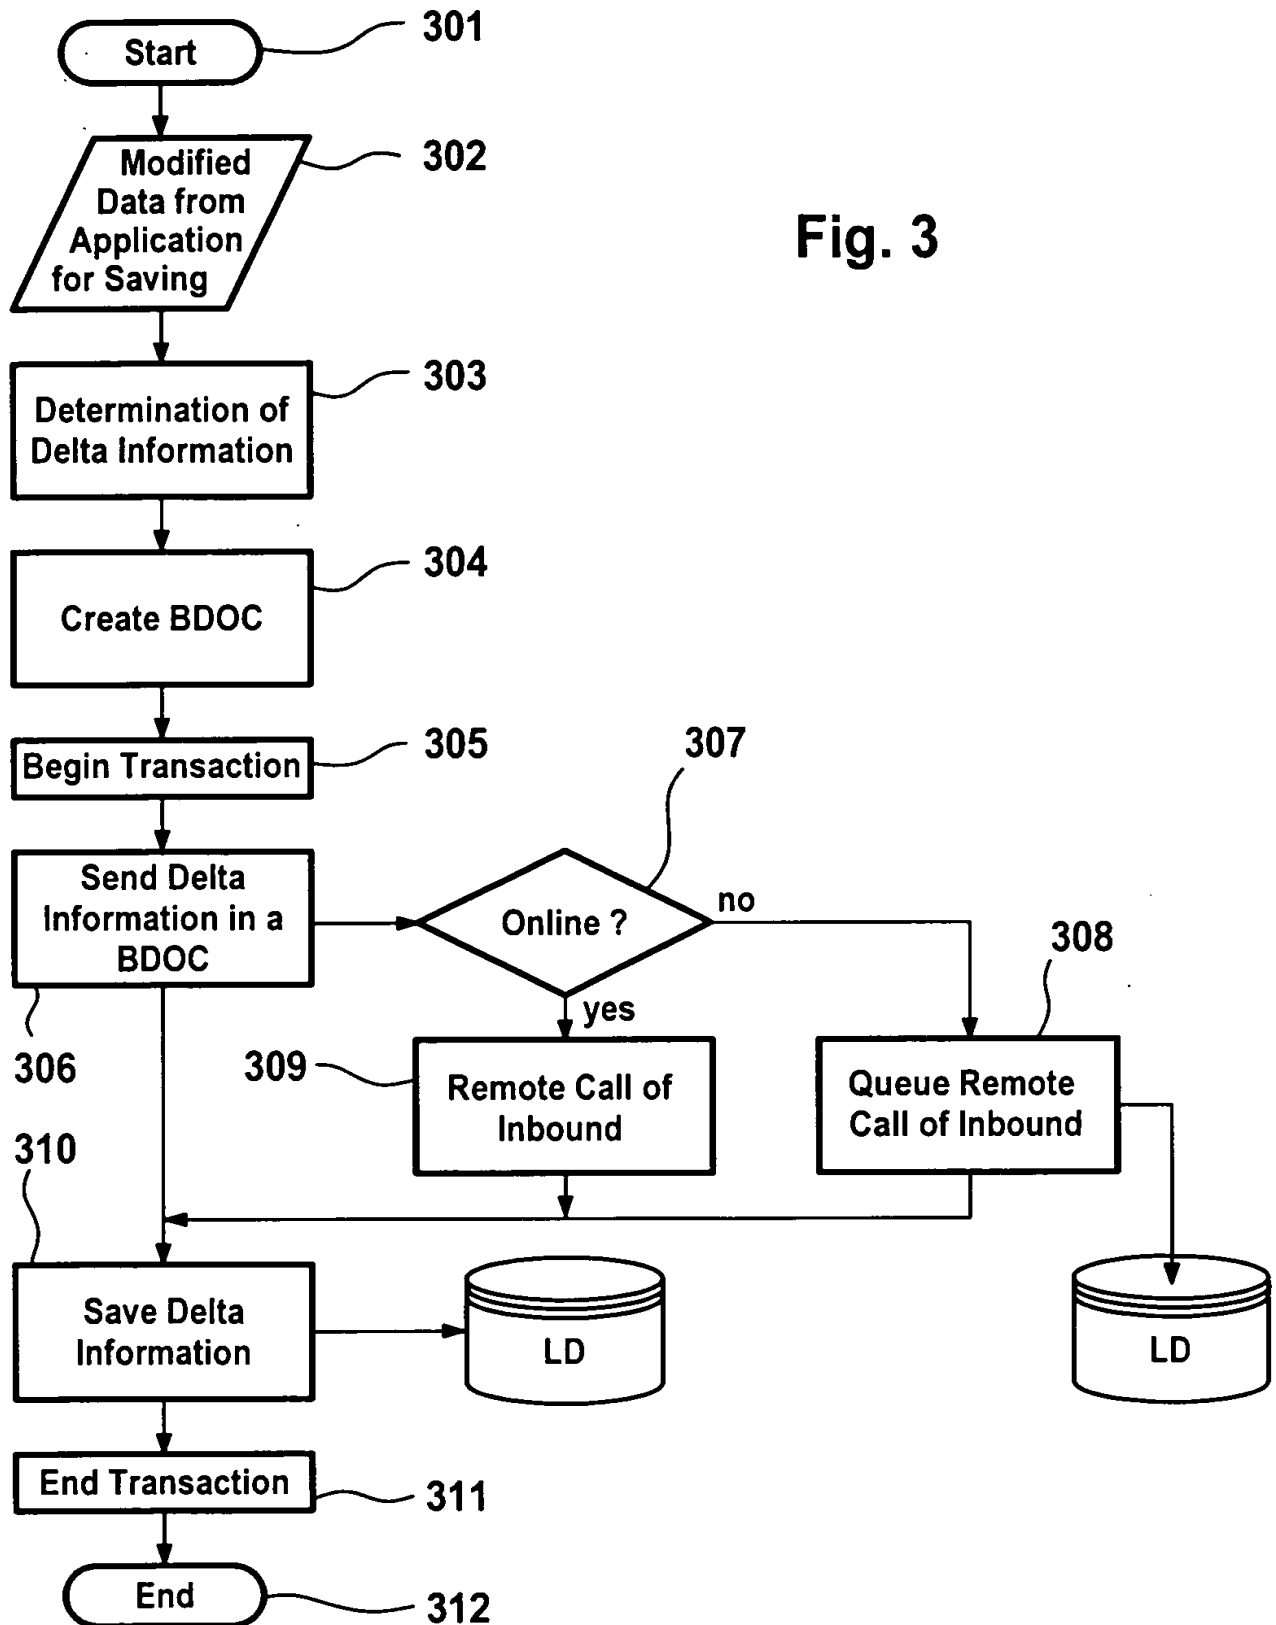 Start
301
Modified
Data from
Application
for Saving
302
Fig. 3
Determination of
Delta Information
303
Create BDOC
304
Begin Transaction
305
Send Delta
Information in a
BDOC
306
Online ?
307
no
yes
308
309
Remote Call of
Inbound
Queue Remote
Call of Inbound
310
Save Delta
Information
LD
LD
End Transaction
311
End
312